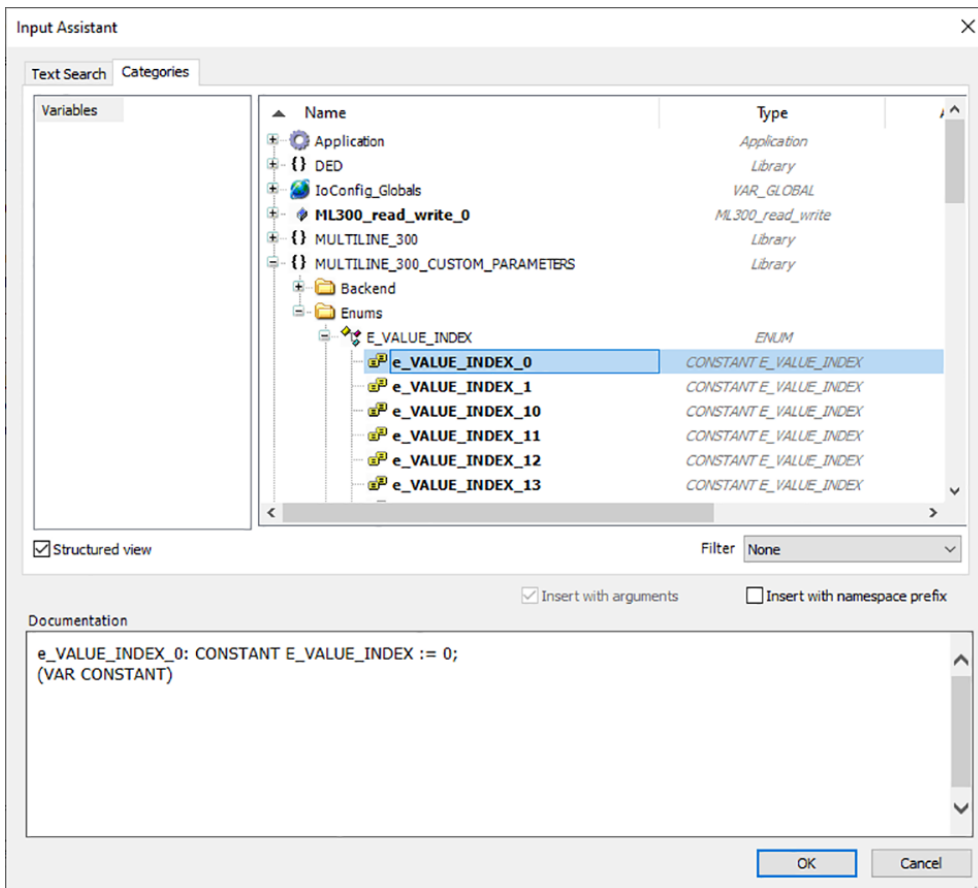 Input Assistant
Text Search Categories
Variables
Name Type
Application Application
{} DED Library
IoConfig_Globals VAR_GLOBAL
ML300_read_write_0 ML300_read_write
{} MULTILINE_300 Library
{} MULTILINE_300_CUSTOM_PARAMETERS Library
Backend
Enums
E_VALUE_INDEX ENUM
e_VALUE_INDEX_0 CONSTANT E_VALUE_INDEX
e_VALUE_INDEX_1 CONSTANT E_VALUE_INDEX
e_VALUE_INDEX_10 CONSTANT E_VALUE_INDEX
e_VALUE_INDEX_11 CONSTANT E_VALUE_INDEX
e_VALUE_INDEX_12 CONSTANT E_VALUE_INDEX
e_VALUE_INDEX_13 CONSTANT E_VALUE_INDEX
Structured view Filter None
Insert with arguments Insert with namespace prefix
Documentation
e_VALUE_INDEX_0: CONSTANT E_VALUE_INDEX := 0;
(VAR CONSTANT)
OK Cancel